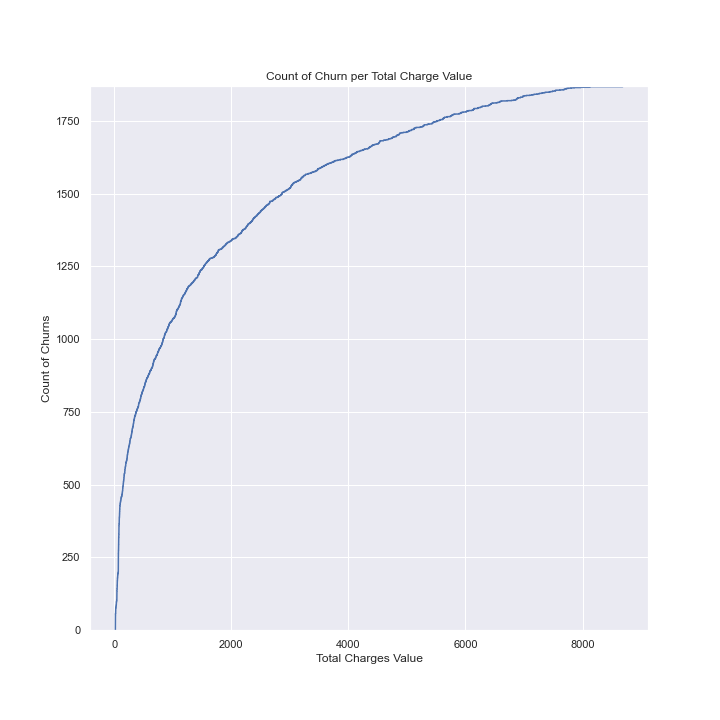 Count of Churn per Total Charge Value
1750
1500
1250
1000
750
500
250
0
Count of Churns
0 2000 4000 6000 8000
Total Charges Value